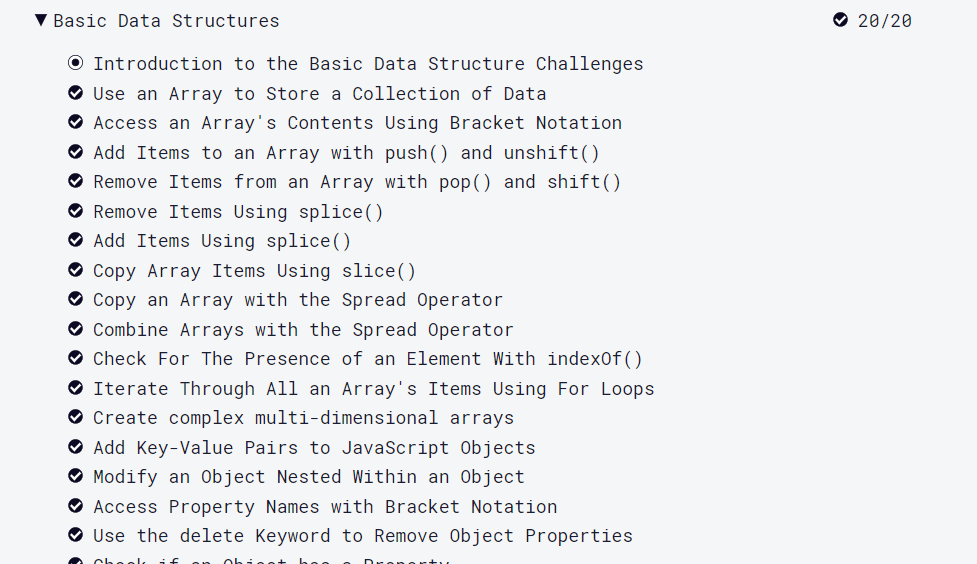 Basic Data Structures 20/20
Introduction to the Basic Data Structure Challenges
Use an Array to Store a Collection of Data
Access an Array's Contents Using Bracket Notation
Add Items to an Array with push() and unshift()
Remove Items from an Array with pop() and shift()
Remove Items Using splice()
Add Items Using splice()
Copy Array Items Using slice()
Copy an Array with the Spread Operator
Combine Arrays with the Spread Operator
Check For The Presence of an Element With indexOf()
Iterate Through All an Array's Items Using For Loops
Create complex multi-dimensional arrays
Add Key-Value Pairs to JavaScript Objects
Modify an Object Nested Within an Object
Access Property Names with Bracket Notation
Use the delete Keyword to Remove Object Properties
Check if an Object has a Property